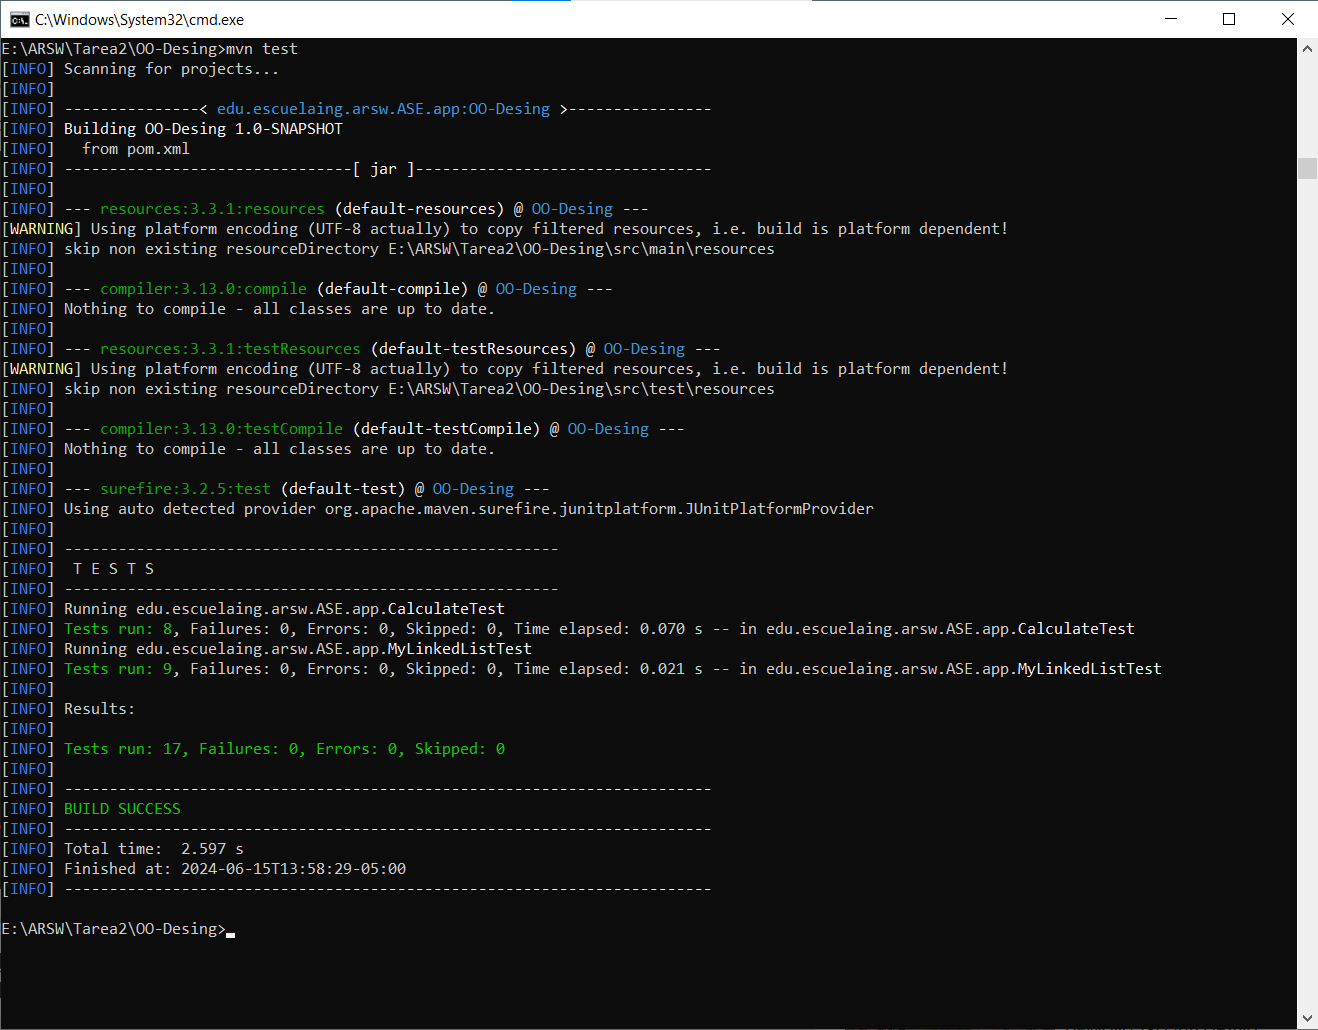 C:\Windows\System32\cmd.exe
E:\ARSW\Tarea2\OO-Desing>mvn test
[INFO] Scanning for projects...
[INFO]
[INFO] ---------------< edu.escuelaing.arsw.ASE.app:OO-Desing >----------------
[INFO] Building OO-Desing 1.0-SNAPSHOT
[INFO]   from pom.xml
[INFO] --------------------------------[ jar ]---------------------------------
[INFO]
[INFO] --- resources:3.3.1:resources (default-resources) @ OO-Desing ---
[WARNING] Using platform encoding (UTF-8 actually) to copy filtered resources, i.e. build is platform dependent!
[INFO] skip non existing resourceDirectory E:\ARSW\Tarea2\OO-Desing\src\main\resources
[INFO]
[INFO] --- compiler:3.13.0:compile (default-compile) @ OO-Desing ---
[INFO] Nothing to compile - all classes are up to date.
[INFO]
[INFO] --- resources:3.3.1:testResources (default-testResources) @ OO-Desing ---
[WARNING] Using platform encoding (UTF-8 actually) to copy filtered resources, i.e. build is platform dependent!
[INFO] skip non existing resourceDirectory E:\ARSW\Tarea2\OO-Desing\src\test\resources
[INFO]
[INFO] --- compiler:3.13.0:testCompile (default-testCompile) @ OO-Desing ---
[INFO] Nothing to compile - all classes are up to date.
[INFO]
[INFO] --- surefire:3.2.5:test (default-test) @ OO-Desing ---
[INFO] Using auto detected provider org.apache.maven.surefire.junitplatform.JUnitPlatformProvider
[INFO]
[INFO] -------------------------------------------------------
[INFO]  T E S T S
[INFO] -------------------------------------------------------
[INFO] Running edu.escuelaing.arsw.ASE.app.CalculateTest
[INFO] Tests run: 8, Failures: 0, Errors: 0, Skipped: 0, Time elapsed: 0.070 s -- in edu.escuelaing.arsw.ASE.app.CalculateTest
[INFO] Running edu.escuelaing.arsw.ASE.app.MyLinkedListTest
[INFO] Tests run: 9, Failures: 0, Errors: 0, Skipped: 0, Time elapsed: 0.021 s -- in edu.escuelaing.arsw.ASE.app.MyLinkedListTest
[INFO]
[INFO] Results:
[INFO]
[INFO] Tests run: 17, Failures: 0, Errors: 0, Skipped: 0
[INFO]
[INFO] ------------------------------------------------------------------------
[INFO] BUILD SUCCESS
[INFO] ------------------------------------------------------------------------
[INFO] Total time:  2.597 s
[INFO] Finished at: 2024-06-15T13:58:29-05:00
[INFO] ------------------------------------------------------------------------
E:\ARSW\Tarea2\OO-Desing>